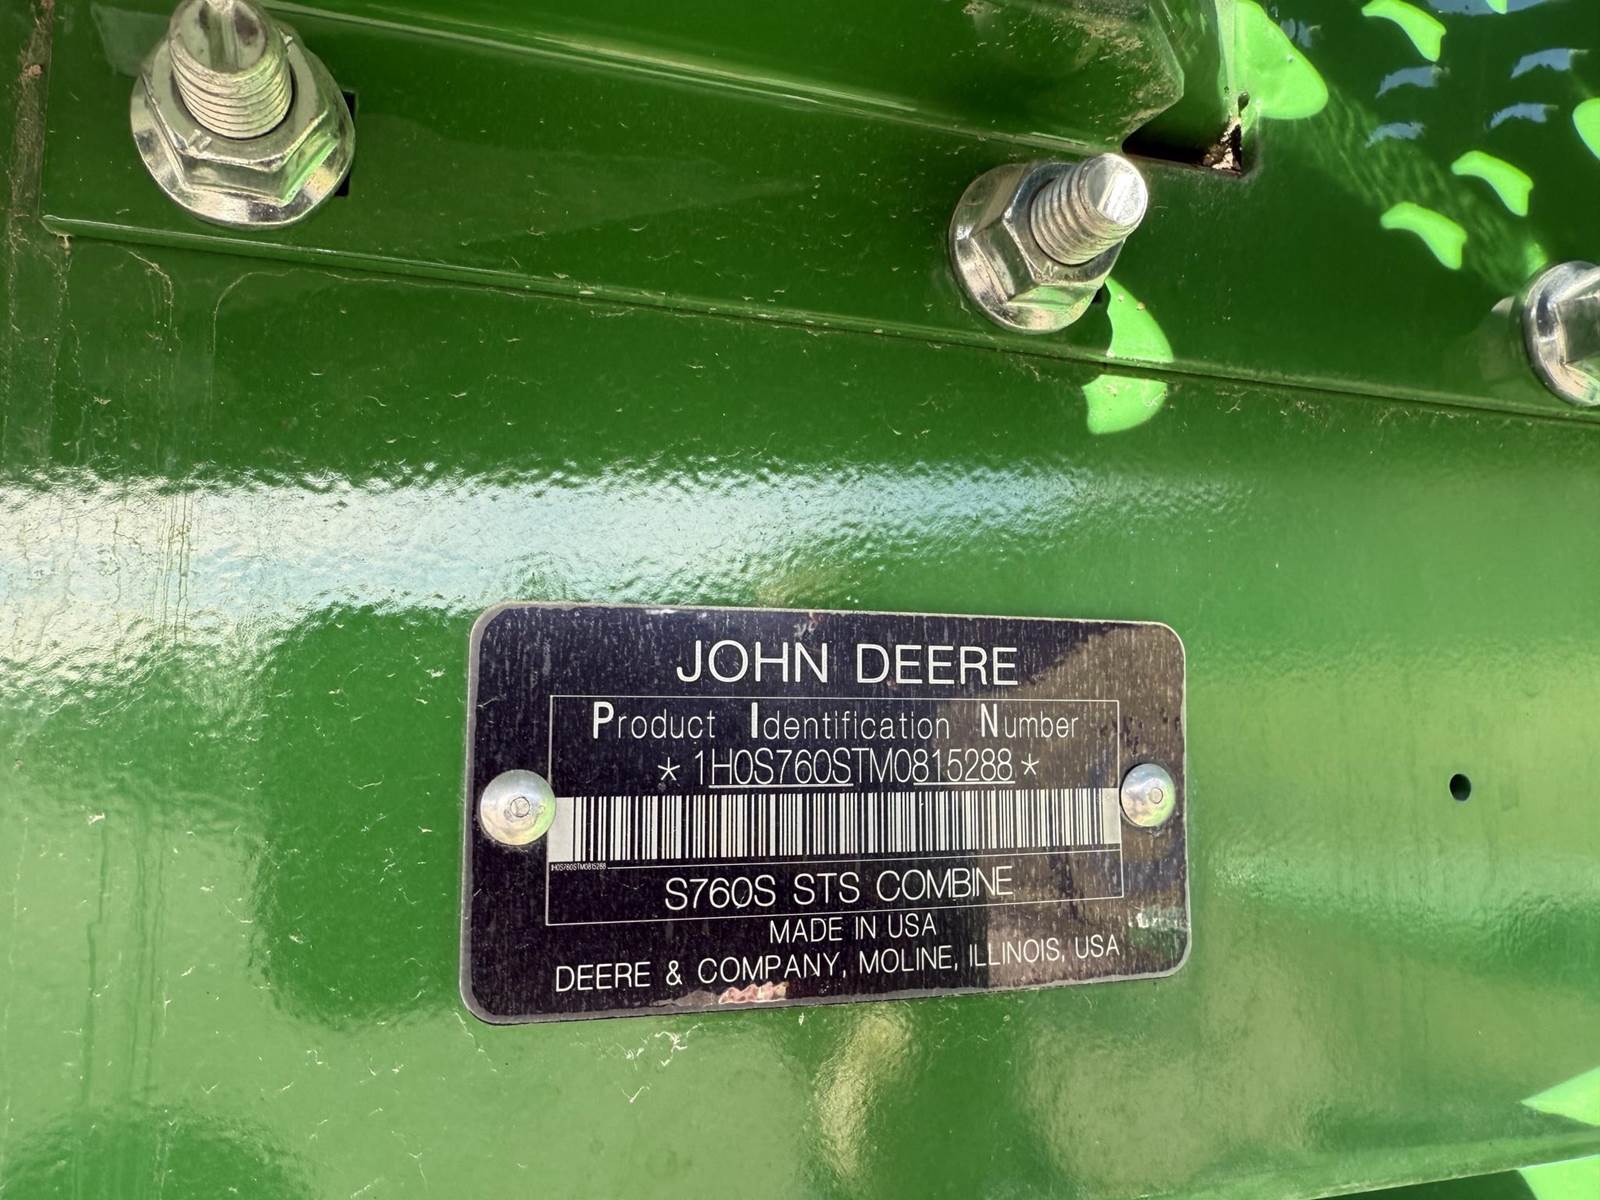 JOHN DEERE
Product Identification Number
* 1H0S760STM0815288 *
1H0S760STM0815288
S760S STS COMBINE
MADE IN USA
DEERE & COMPANY, MOLINE, ILLINOIS, USA